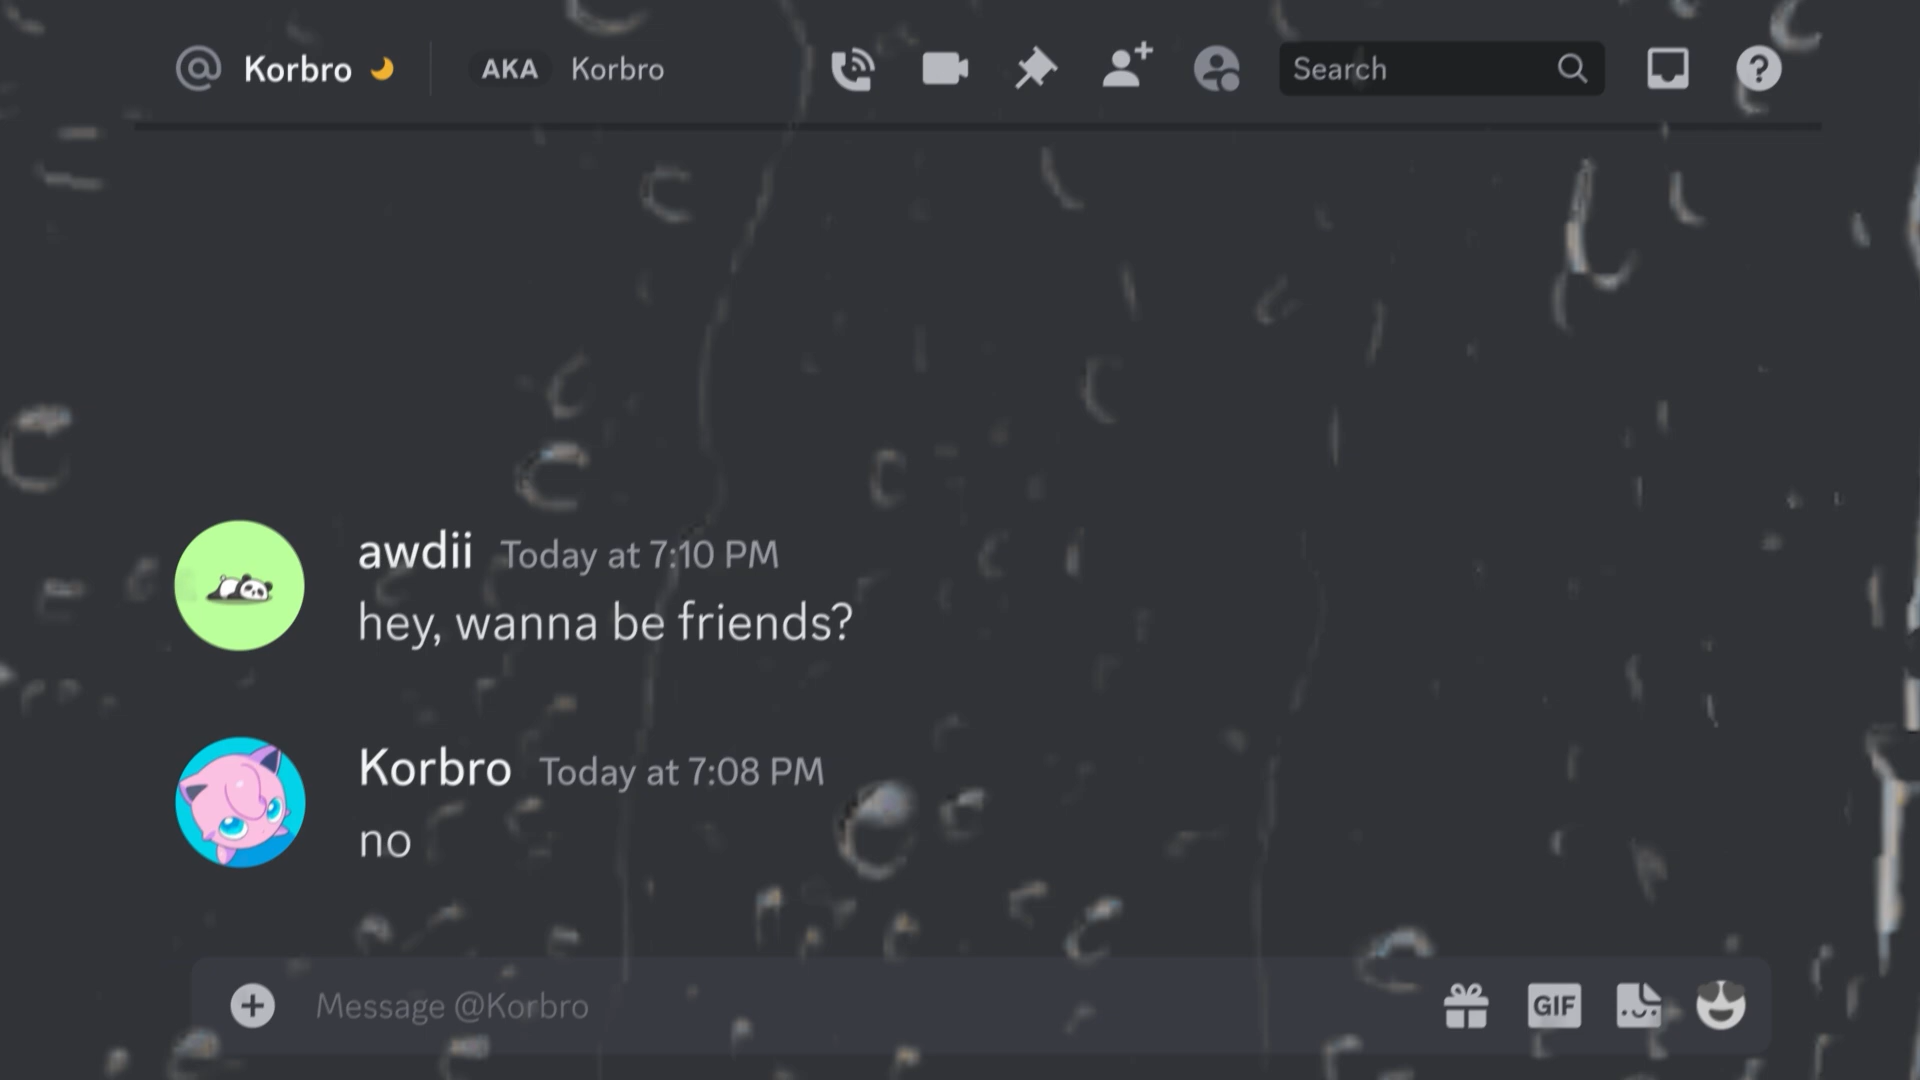 Korbro AKA Korbro Search
awdii Today at 7:10 PM
hey, wanna be friends?
Korbro Today at 7:08 PM
no
Message @Korbro GIF